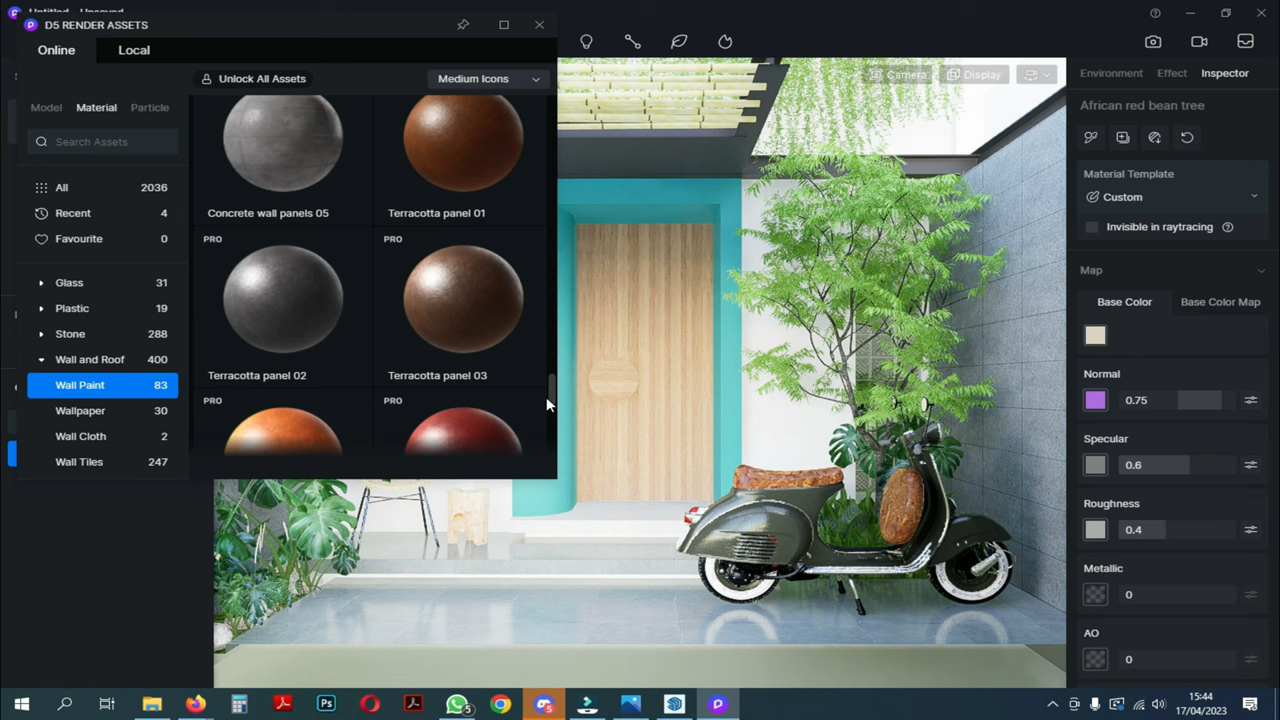 Untitled - Unsaved
D5 RENDER ASSETS
Online
Local
Unlock All Assets
Medium Icons
Model
Material
Particle
Search Assets
All 2036
Recent 4
Favourite 0
Glass 31
Plastic 19
Stone 288
Wall and Roof 400
Wall Paint 83
Wallpaper 30
Wall Cloth 2
Wall Tiles 247
Concrete wall panels 05
Terracotta panel 01
PRO
PRO
Terracotta panel 02
Terracotta panel 03
PRO
PRO
Camera
Display
Environment
Effect
Inspector
African red bean tree
Material Template
Custom
Invisible in raytracing
Map
Base Color
Base Color Map
Normal
0.75
Specular
0.6
Roughness
0.4
Metallic
0
AO
0
Ps
5
5
15:44
17/04/2023